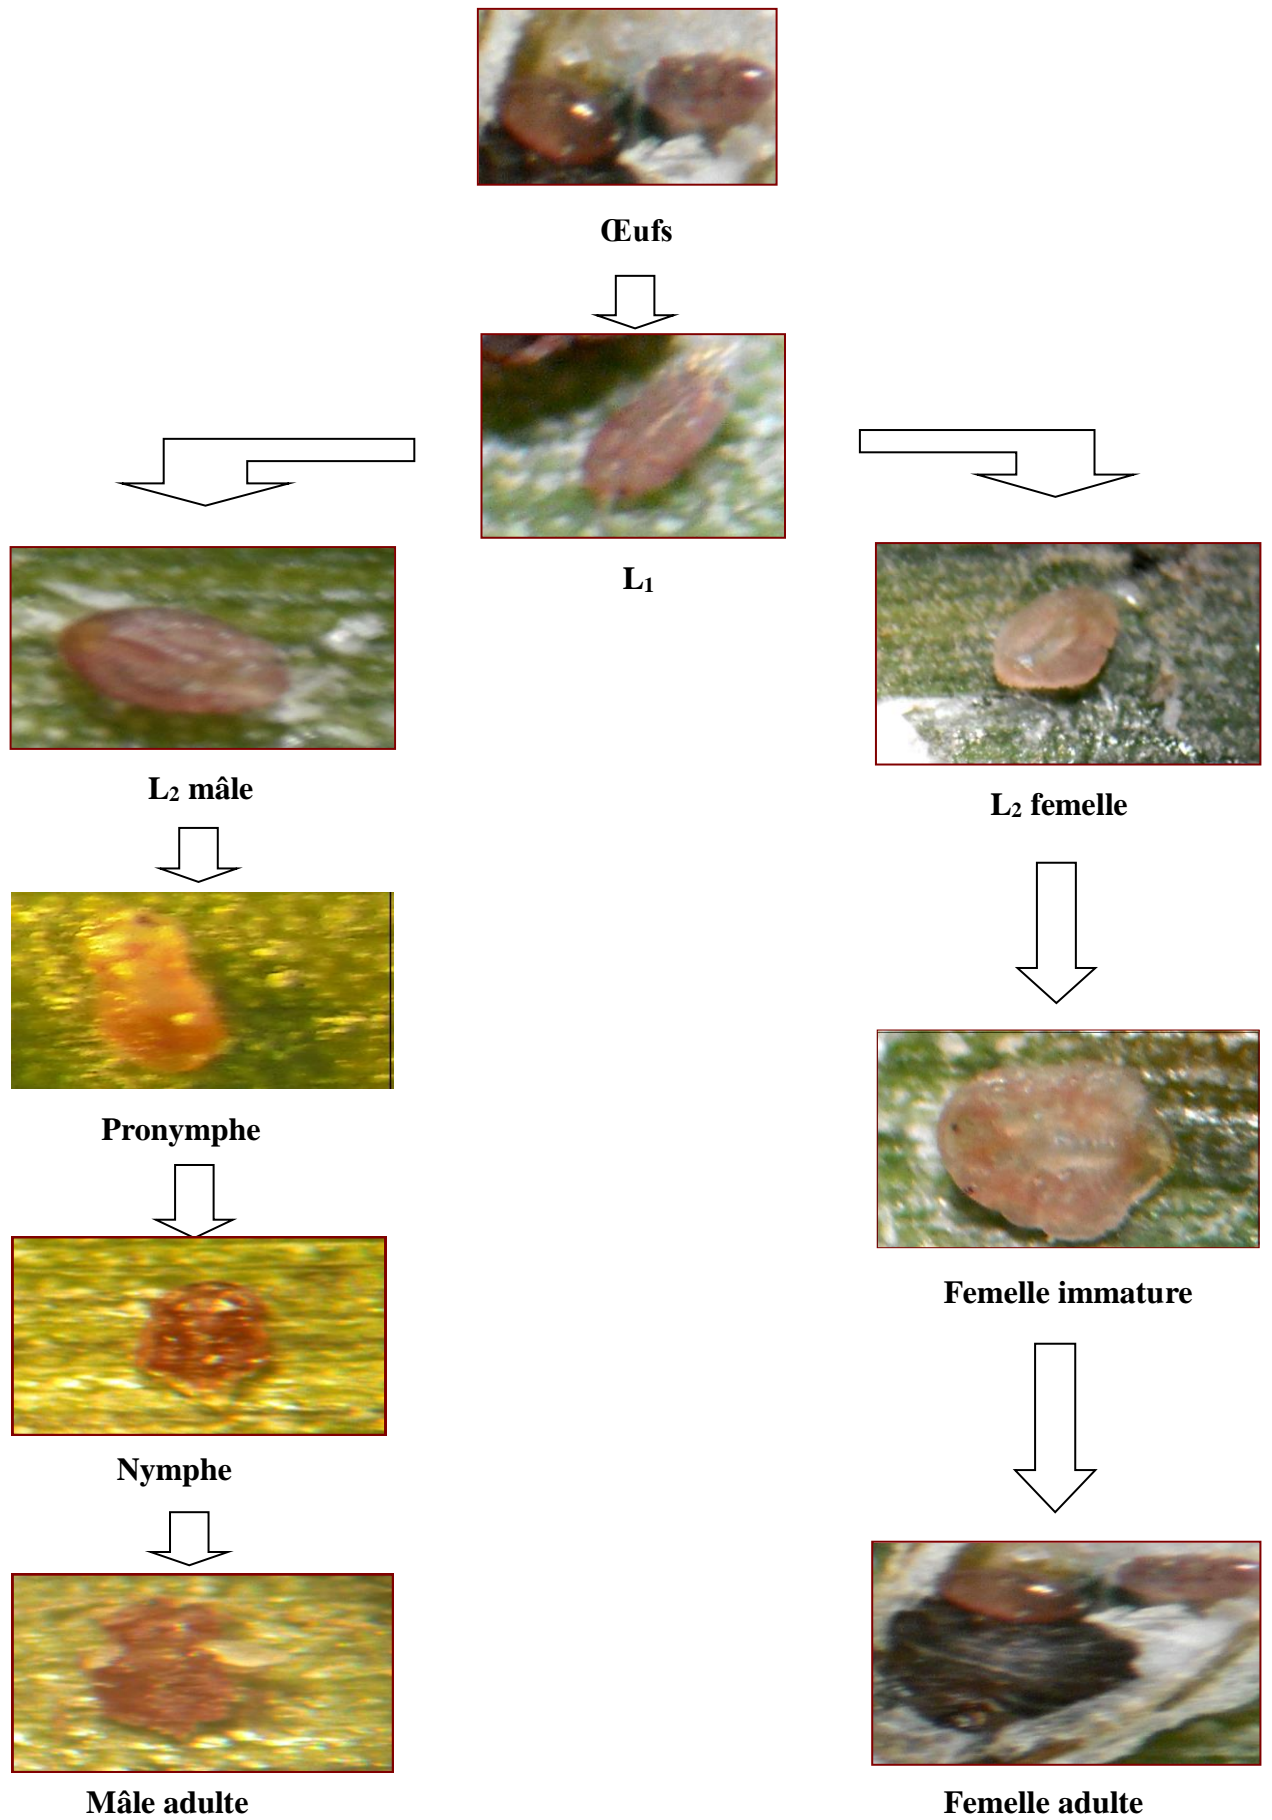 Œufs
L₁
L₂ mâle
L₂ femelle
Pronymphe
Femelle immature
Nymphe
Mâle adulte
Femelle adulte